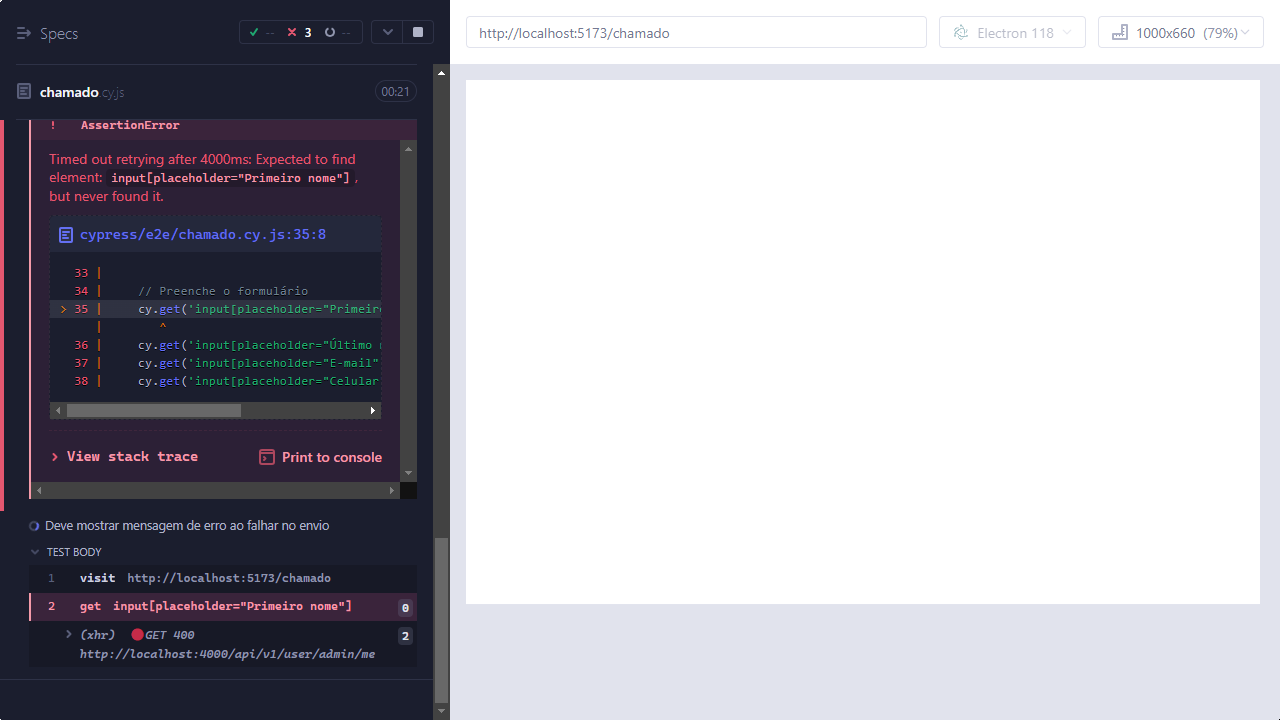 Specs
-- 3 --
http://localhost:5173/chamado
Electron 118
1000x660 (79%)
chamado.cy.js
00:21
! AssertionError
Timed out retrying after 4000ms: Expected to find
element: input[placeholder="Primeiro nome"],
but never found it.
cypress/e2e/chamado.cy.js:35:8
33 |
34 | // Preenche o formulário
> 35 | cy.get('input[placeholder="Primeiro
| ^
36 | cy.get('input[placeholder="Último
37 | cy.get('input[placeholder="E-mail"
38 | cy.get('input[placeholder="Celular
> View stack trace
Print to console
Deve mostrar mensagem de erro ao falhar no envio
TEST BODY
1 visit http://localhost:5173/chamado
2 get input[placeholder="Primeiro nome"] 0
(xhr) GET 400 2
http://localhost:4000/api/v1/user/admin/me